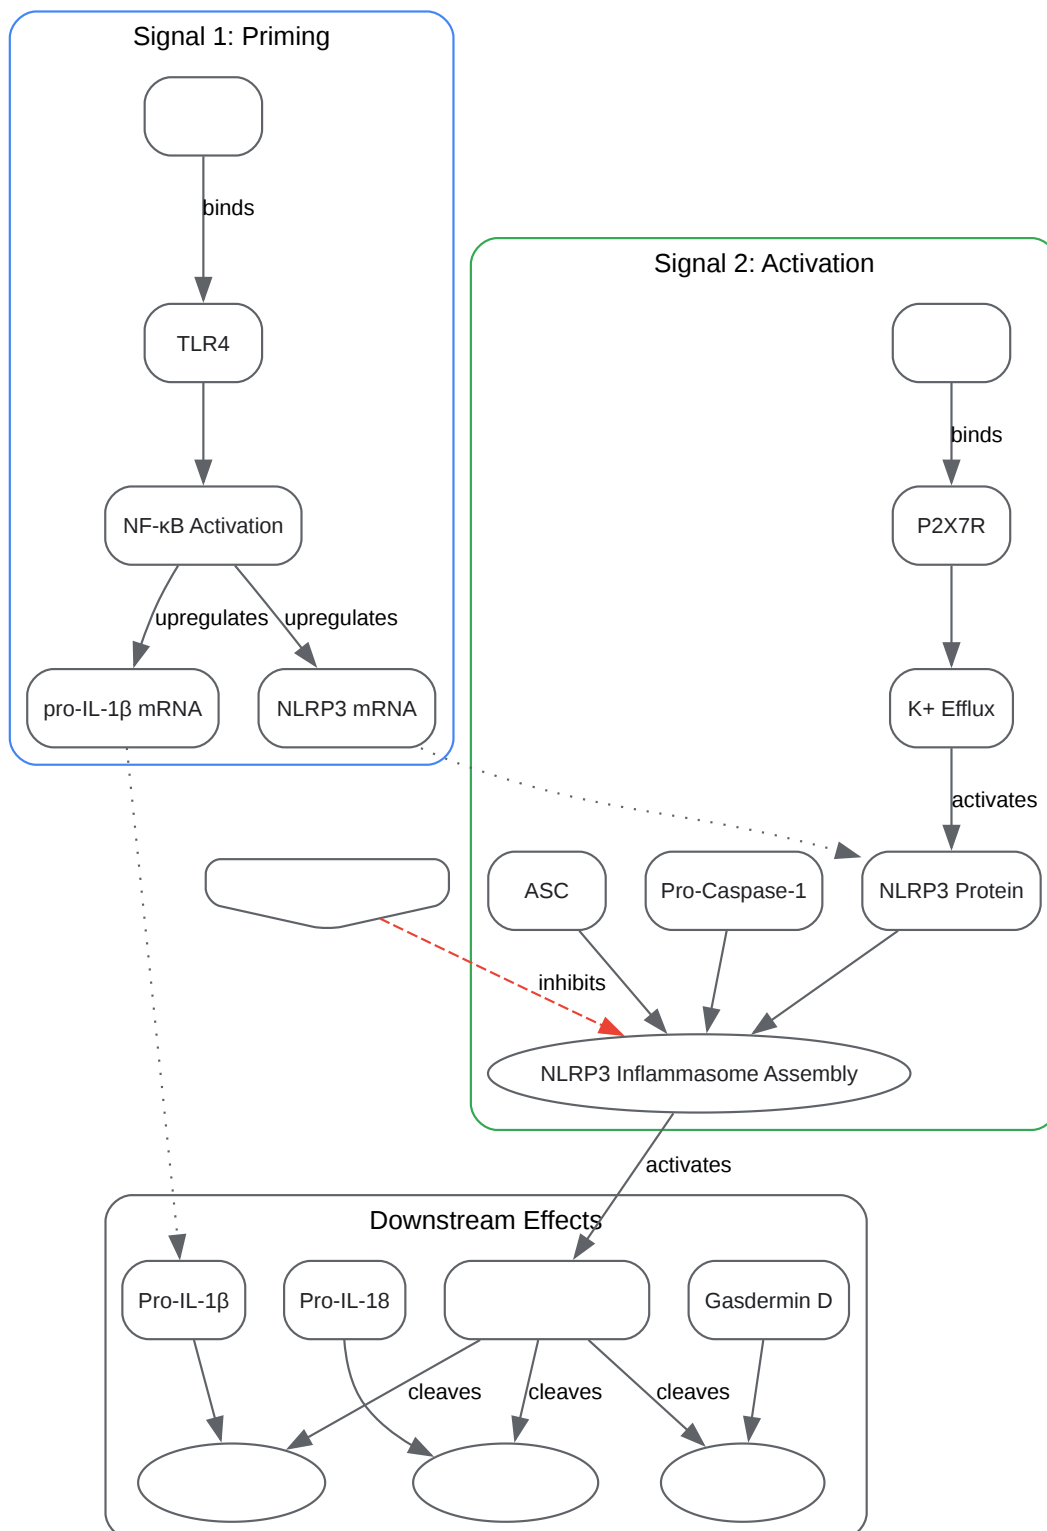 Signal 1: Priming
binds
TLR4
NF-κB Activation
upregulates
upregulates
pro-IL-1β mRNA
NLRP3 mRNA
Signal 2: Activation
binds
P2X7R
K+ Efflux
activates
ASC
Pro-Caspase-1
NLRP3 Protein
inhibits
NLRP3 Inflammasome Assembly
activates
Downstream Effects
Pro-IL-1β
Pro-IL-18
Gasdermin D
cleaves
cleaves
cleaves